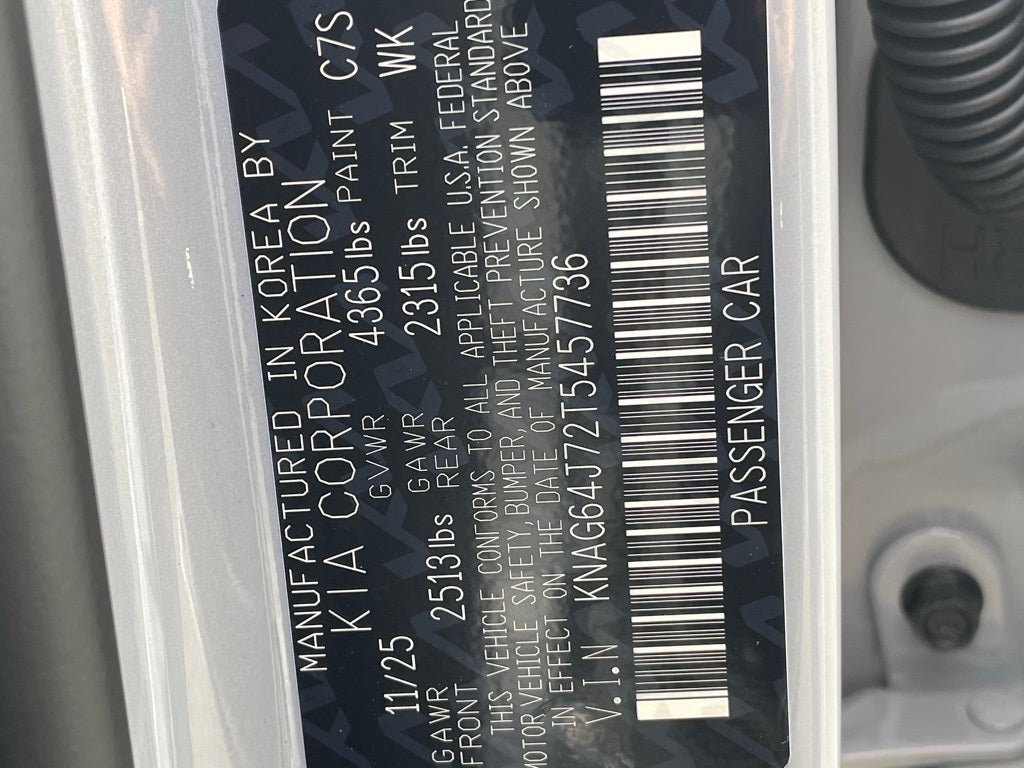 MANUFACTURED IN KOREA BY
KIA CORPORATION
11/25 GVWR 4365lbs PAINT C7S
GAWR FRONT 2513lbs GAWR REAR 2315lbs TRIM WK
THIS VEHICLE CONFORMS TO ALL APPLICABLE U.S.A. FEDERAL
MOTOR VEHICLE SAFETY, BUMPER, AND THEFT PREVENTION STANDARD
IN EFFECT ON THE DATE OF MANUFACTURE SHOWN ABOVE
V.I.N KNAG64J72T5457736
PASSENGER CAR